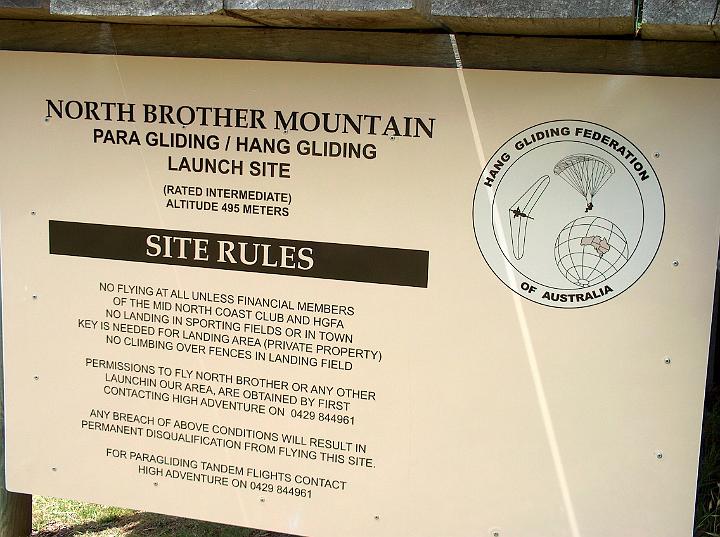 NORTH BROTHER MOUNTAIN
PARA GLIDING / HANG GLIDING
LAUNCH SITE
(RATED INTERMEDIATE)
ALTITUDE 495 METERS
SITE RULES
NO FLYING AT ALL UNLESS FINANCIAL MEMBERS
OF THE MID NORTH COAST CLUB AND HGFA
NO LANDING IN SPORTING FIELDS OR IN TOWN
KEY IS NEEDED FOR LANDING AREA (PRIVATE PROPERTY)
NO CLIMBING OVER FENCES IN LANDING FIELD
PERMISSIONS TO FLY NORTH BROTHER OR ANY OTHER
LAUNCHIN OUR AREA, ARE OBTAINED BY FIRST
CONTACTING HIGH ADVENTURE ON 0429 844961
ANY BREACH OF ABOVE CONDITIONS WILL RESULT IN
PERMANENT DISQUALIFICATION FROM FLYING THIS SITE.
FOR PARAGLIDING TANDEM FLIGHTS CONTACT
HIGH ADVENTURE ON 0429 844961
HANG GLIDING FEDERATION
OF AUSTRALIA